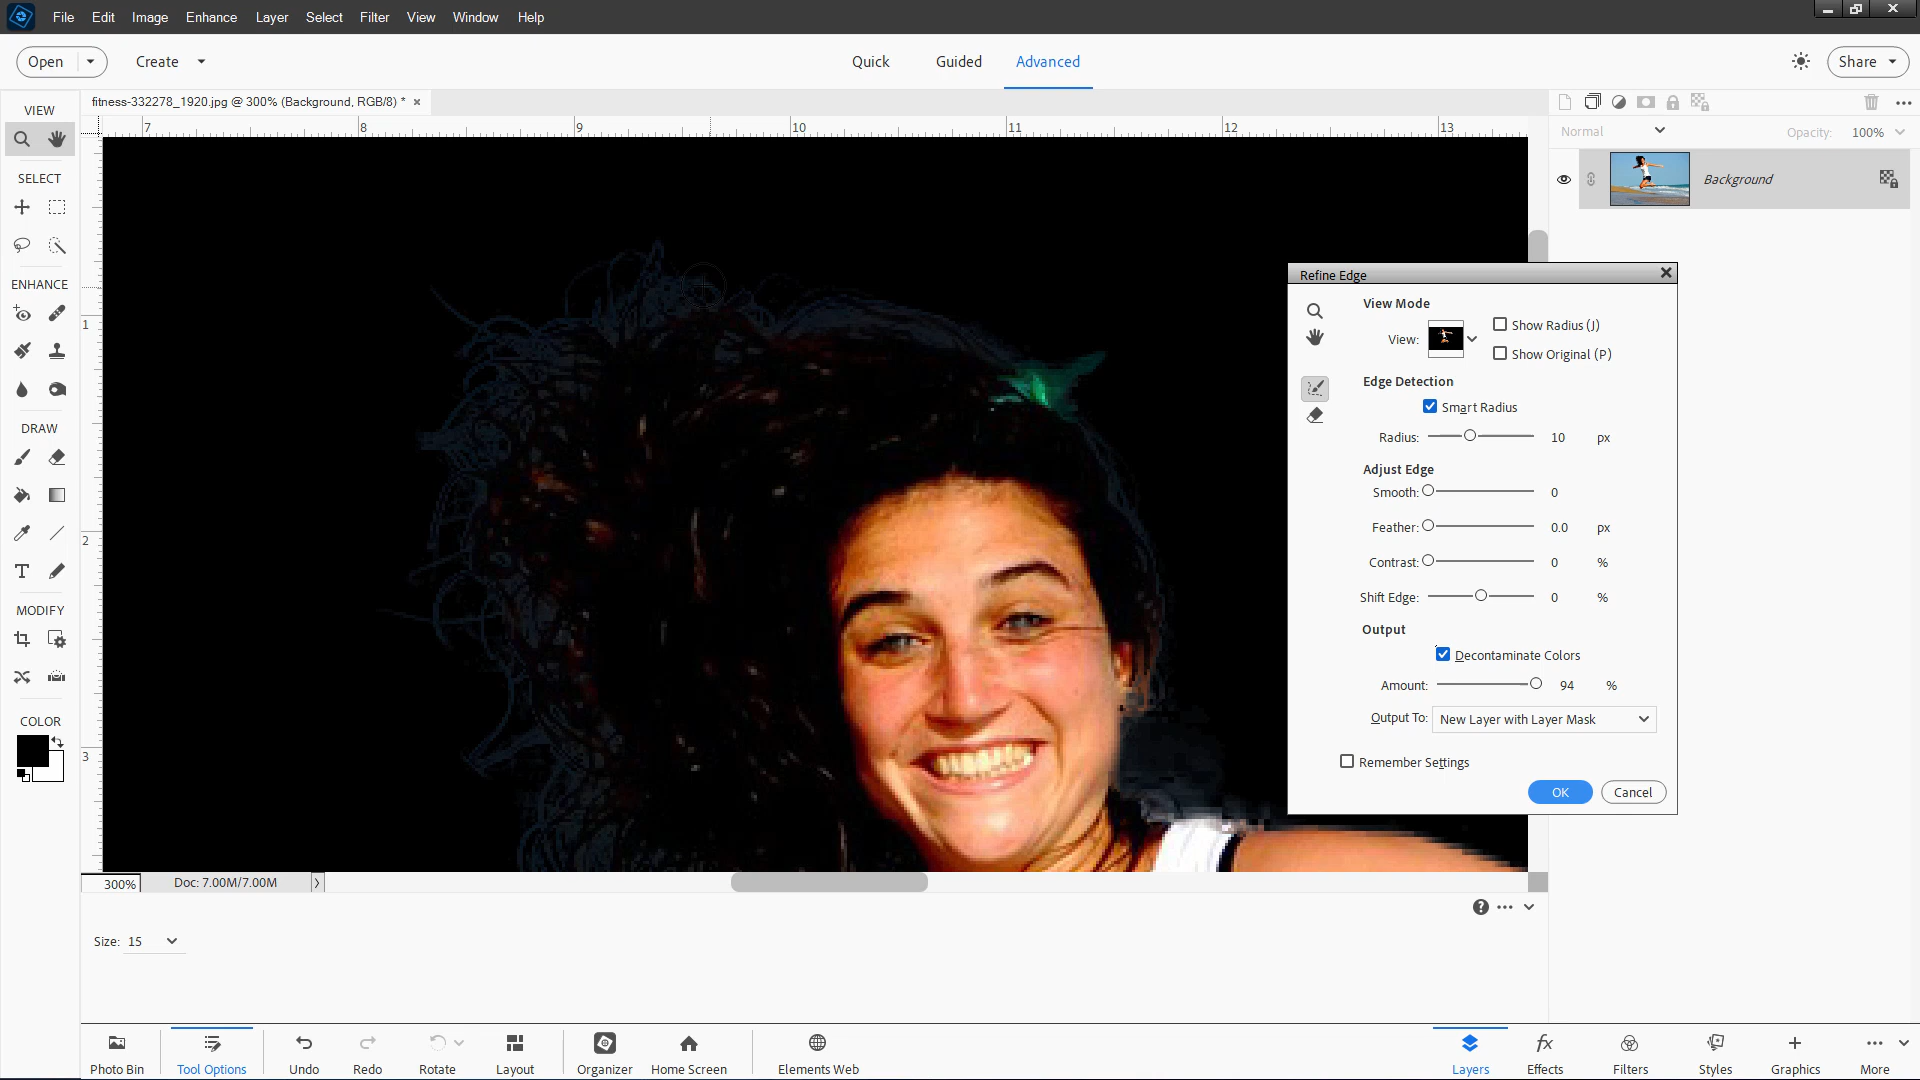 File Edit Image Enhance Layer Select Filter View Window Help
Open Create Quick Guided Advanced Share
VIEW fitness-332278_1920.jpg @ 300% (Background, RGB/8) * ×
7 8 9 10 11 12 13
Normal Opacity: 100%
SELECT
Background
Refine Edge
ENHANCE
View Mode
1
View: Show Radius (J)
Show Original (P)
Edge Detection
Smart Radius
DRAW
Radius: 10 px
Adjust Edge
Smooth: 0
Feather: 0.0 px
2
Contrast: 0 %
Shift Edge: 0 %
MODIFY
Output
Decontaminate Colors
Amount: 94 %
COLOR
Output To: New Layer with Layer Mask
3
Remember Settings
OK Cancel
300% Doc: 7.00M/7.00M
Size: 15
Photo Bin Tool Options Undo Redo Rotate Layout Organizer Home Screen Elements Web Layers Effects Filters Styles Graphics More